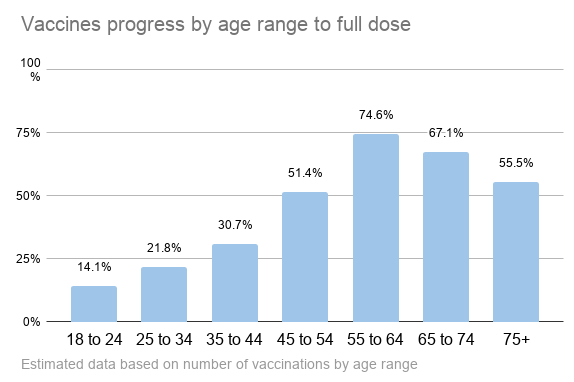 Vaccines progress by age range to full dose
100
%
75%
50%
25%
0%
14.1%
21.8%
30.7%
51.4%
74.6%
67.1%
55.5%
18 to 24
25 to 34
35 to 44
45 to 54
55 to 64
65 to 74
75+
Estimated data based on number of vaccinations by age range